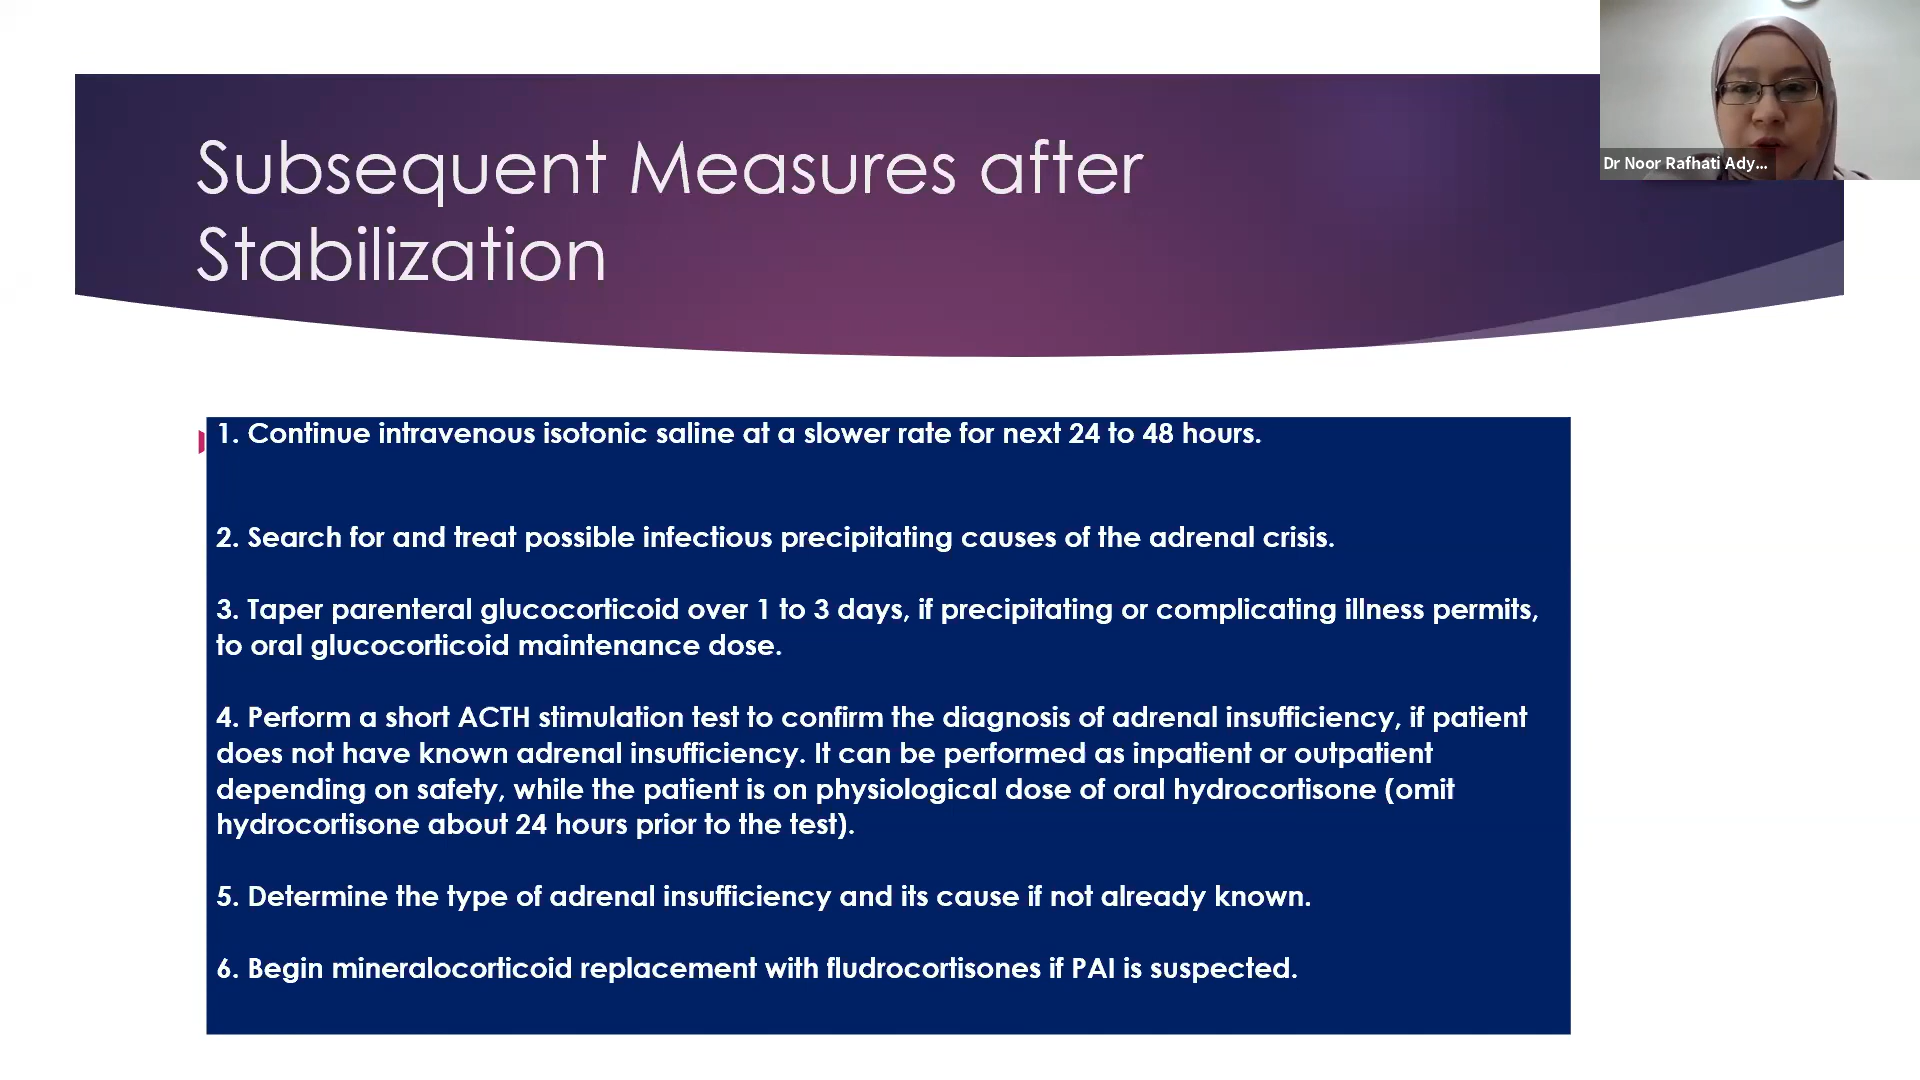 Subsequent Measures after
Stabilization
Dr Noor Rafhati Ady...
1. Continue intravenous isotonic saline at a slower rate for next 24 to 48 hours.
2. Search for and treat possible infectious precipitating causes of the adrenal crisis.
3. Taper parenteral glucocorticoid over 1 to 3 days, if precipitating or complicating illness permits,
to oral glucocorticoid maintenance dose.
4. Perform a short ACTH stimulation test to confirm the diagnosis of adrenal insufficiency, if patient
does not have known adrenal insufficiency. It can be performed as inpatient or outpatient
depending on safety, while the patient is on physiological dose of oral hydrocortisone (omit
hydrocortisone about 24 hours prior to the test).
5. Determine the type of adrenal insufficiency and its cause if not already known.
6. Begin mineralocorticoid replacement with fludrocortisones if PAI is suspected.